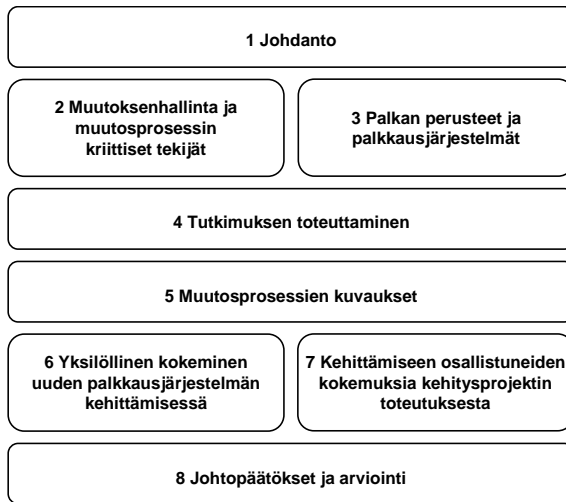 1 Johdanto
2 Muutoksenhallinta ja
muutosprosessin
kriittiset tekijät
3 Palkan perusteet ja
palkkausjärjestelmät
4 Tutkimuksen toteuttaminen
5 Muutosprosessien kuvaukset
6 Yksilöllinen kokeminen
uuden palkkausjärjestelmän
kehittämisessä
7 Kehittämiseen osallistuneiden
kokemuksia kehitysprojektin
toteutuksesta
8 Johtopäätökset ja arviointi